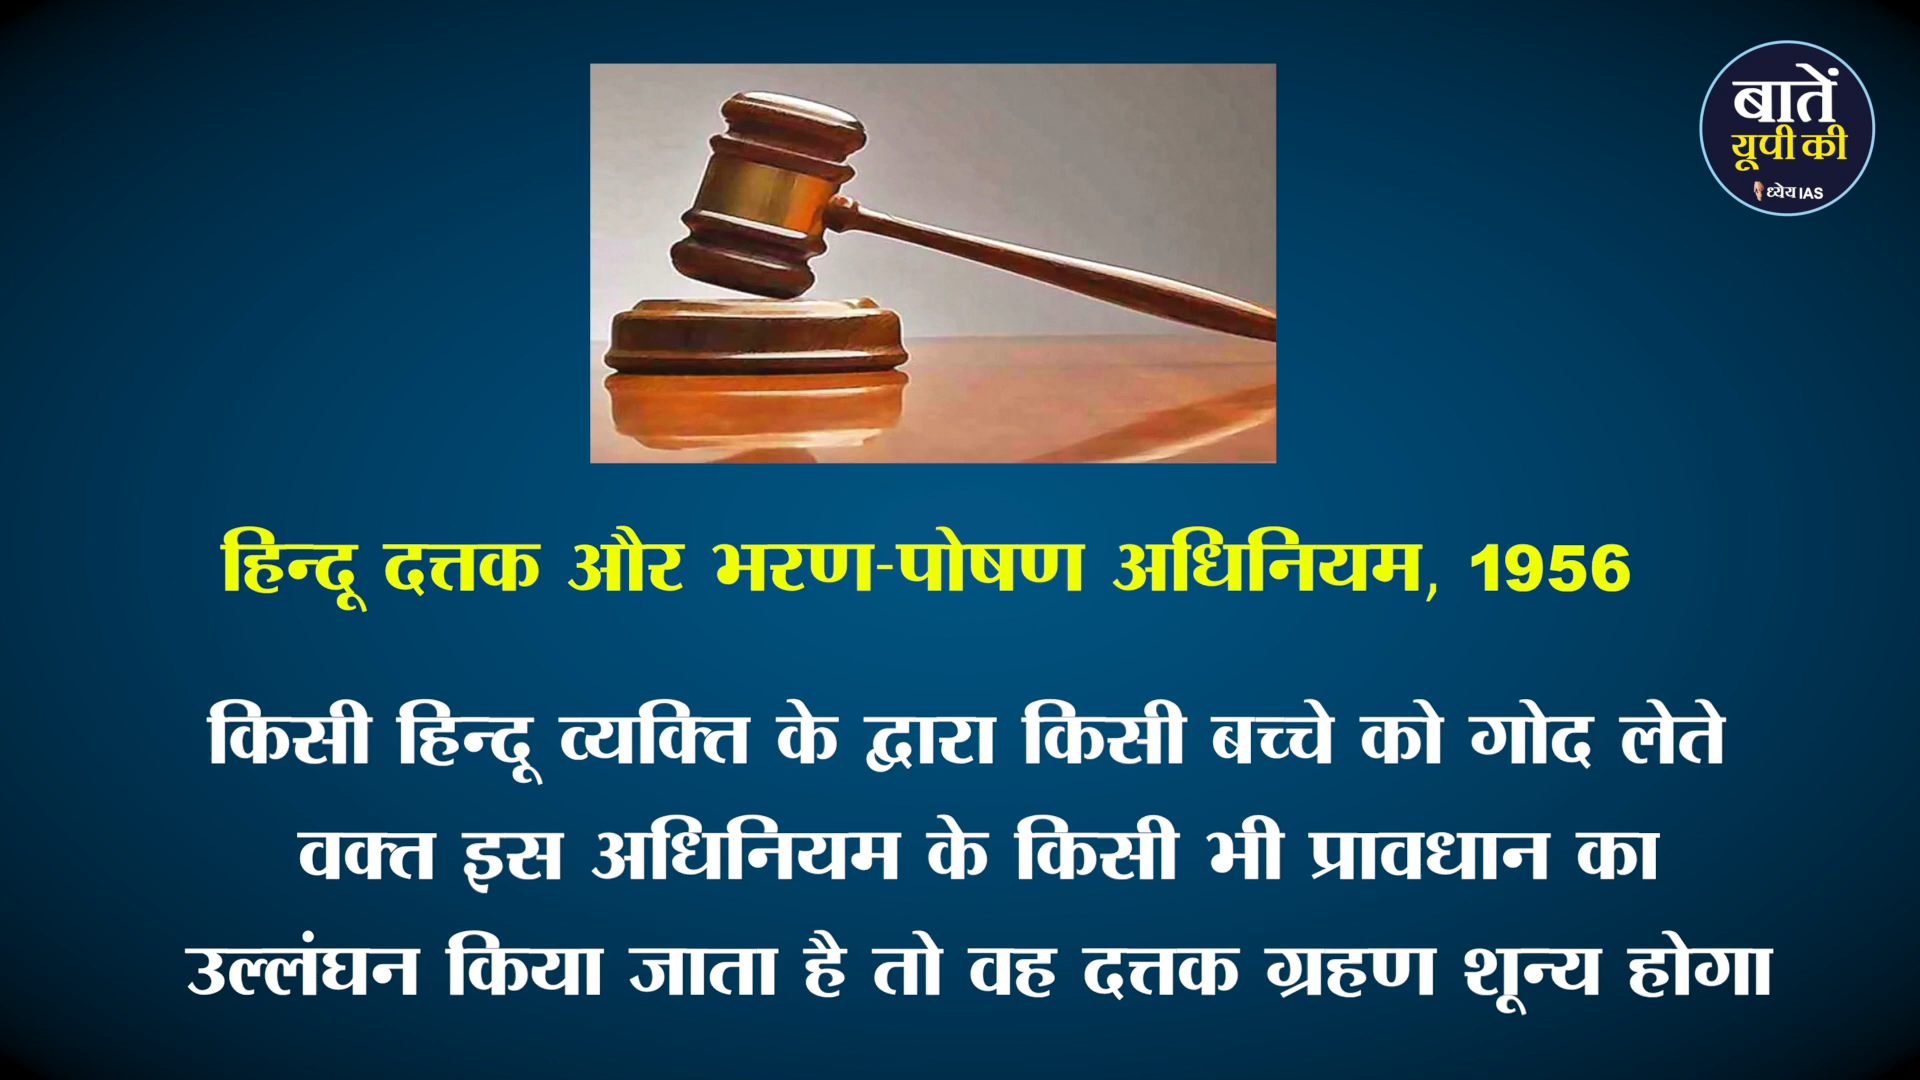 बातें
यूपी की
ध्येय IAS
हिन्दू दत्तक और भरण-पोषण अधिनियम, 1956
किसी हिन्दू व्यक्ति के द्वारा किसी बच्चे को गोद लेते
वक्त इस अधिनियम के किसी भी प्रावधान का
उल्लंघन किया जाता है तो वह दत्तक ग्रहण शून्य होगा